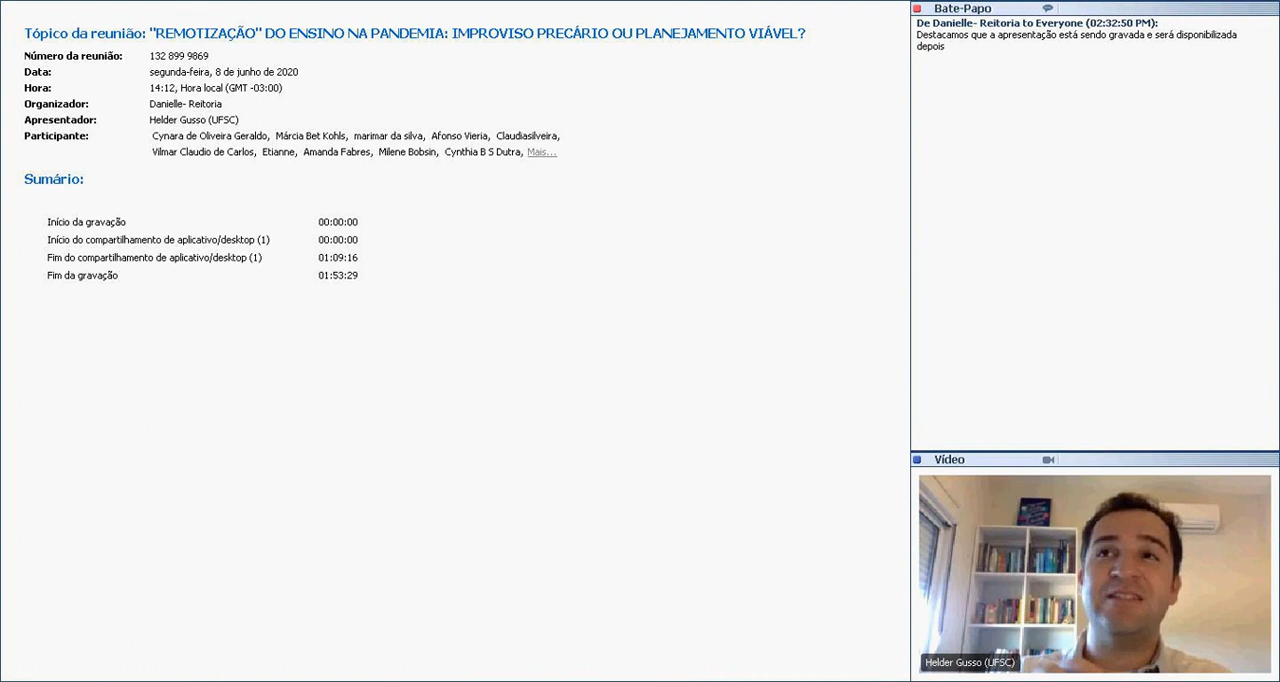 Tópico da reunião: "REMOTIZAÇÃO" DO ENSINO NA PANDEMIA: IMPROVISO PRECÁRIO OU PLANEJAMENTO VIÁVEL?
Número da reunião: 132 899 9869
Data: segunda-feira, 8 de junho de 2020
Hora: 14:12, Hora local (GMT -03:00)
Organizador: Danielle- Reitoria
Apresentador: Helder Gusso (UFSC)
Participante: Cynara de Oliveira Geraldo, Márcia Bet Kohls, marimar da silva, Afonso Vieria, Claudiasilveira,
Vilmar Claudio de Carlos, Etianne, Amanda Fabres, Milene Bobsin, Cynthia B S Dutra, Mais...
Sumário:
Início da gravação 00:00:00
Início do compartilhamento de aplicativo/desktop (1) 00:00:00
Fim do compartilhamento de aplicativo/desktop (1) 01:09:16
Fim da gravação 01:53:29
Bate-Papo
De Danielle- Reitoria to Everyone (02:32:50 PM):
Destacamos que a apresentação está sendo gravada e será disponibilizada
depois
Vídeo
Helder Gusso (UFSC)